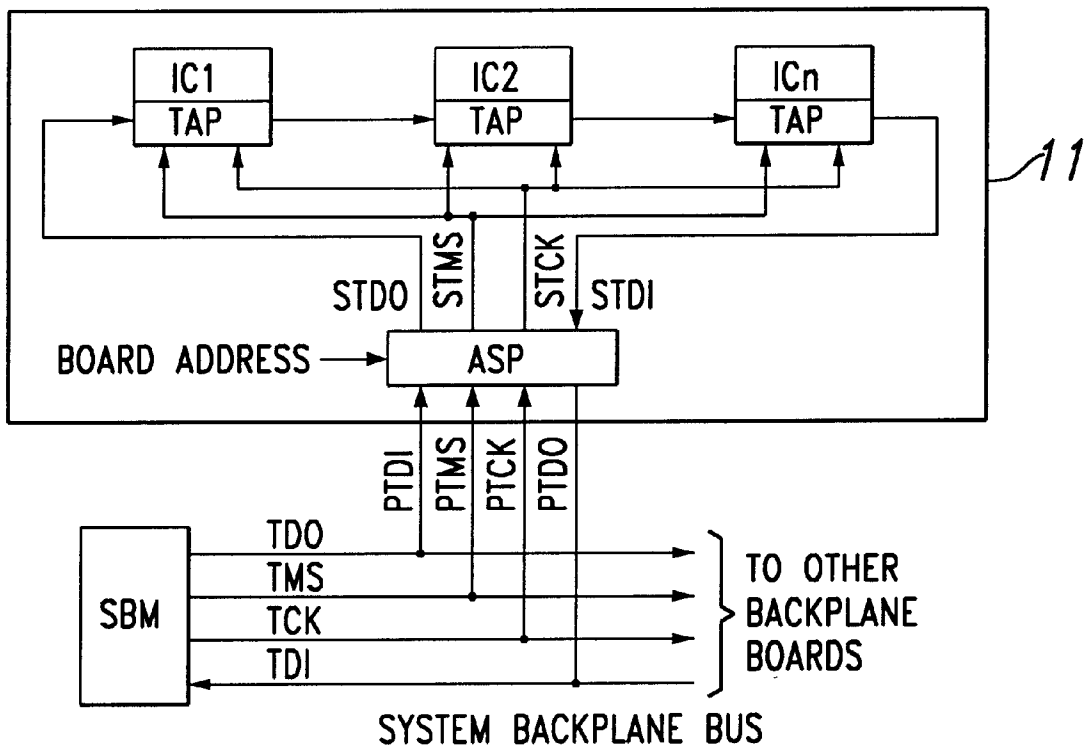 IC1
TAP
IC2
TAP
ICn
TAP
11
STDO
STMS
STCK
STDI
BOARD ADDRESS
ASP
PTDI
PTMS
PTCK
PTDO
SBM
TDO
TMS
TCK
TDI
TO OTHER
BACKPLANE
BOARDS
SYSTEM BACKPLANE BUS